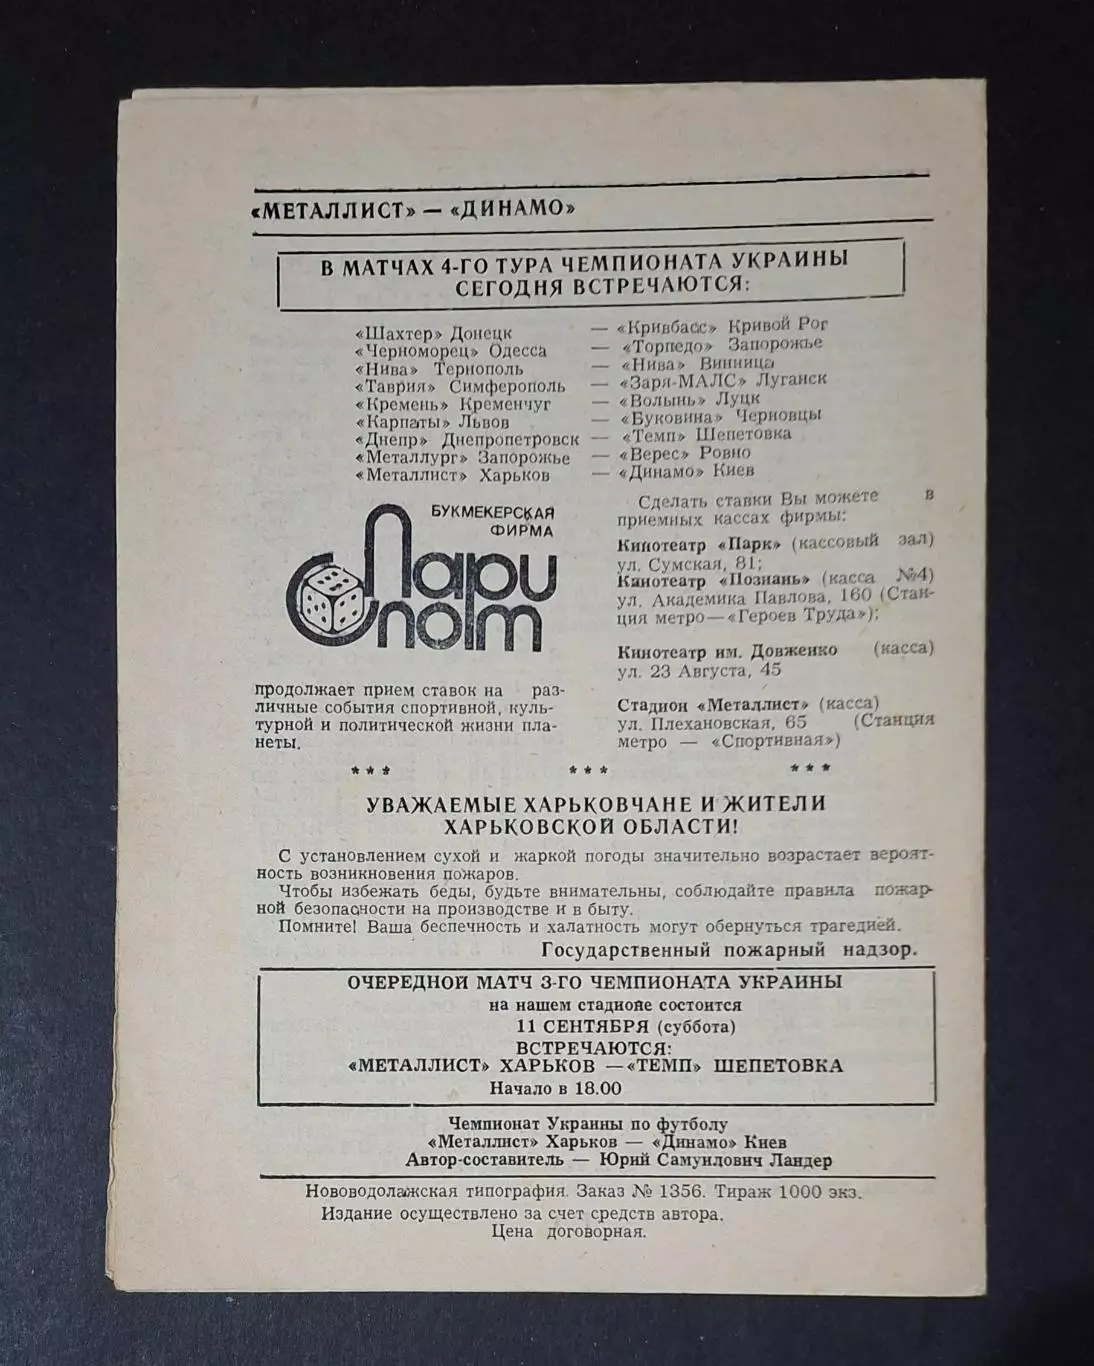 «МЕТАЛЛИСТ» — «ДИНАМО»
В МАТЧАХ 4-ГО ТУРА ЧЕМПИОНАТА УКРАИНЫ
СЕГОДНЯ ВСТРЕЧАЮТСЯ:
«Шахтер» Донецк — «Кривбасс» Кривой Рог
«Черноморец» Одесса — «Торпедо» Запорожье
«Нива» Тернополь — «Нива» Винница
«Таврия» Симферополь — «Заря-МАЛС» Луганск
«Кремень» Кременчуг — «Волынь» Луцк
«Карпаты» Львов — «Буковина» Черновцы
«Днепр» Днепропетровск — «Темп» Шепетовка
«Металлург» Запорожье — «Верес» Ровно
«Металлист» Харьков — «Динамо» Киев
БУКМЕКЕРСКАЯ
ФИРМА
Пари
Спорт
продолжает прием ставок на раз-
личные события спортивной, куль-
турной и политической жизни пла-
неты.
Сделать ставки Вы можете в
приемных кассах фирмы:
Кинотеатр «Парк» (кассовый зал)
ул. Сумская, 81;
Кинотеатр «Познань» (касса №4)
ул. Академика Павлова, 160 (Стан-
ция метро—«Героев Труда»);
Кинотеатр им. Довженко (касса)
ул. 23 Августа, 45
Стадион «Металлист» (касса)
ул. Плехановская, 65 (Станция
метро — «Спортивная»)
*** *** ***
УВАЖАЕМЫЕ ХАРЬКОВЧАНЕ И ЖИТЕЛИ
ХАРЬКОВСКОЙ ОБЛАСТИ!
С установлением сухой и жаркой погоды значительно возрастает вероят-
ность возникновения пожаров.
Чтобы избежать беды, будьте внимательны, соблюдайте правила пожар-
ной безопасности на производстве и в быту.
Помните! Ваша беспечность и халатность могут обернуться трагедией.
Государственный пожарный надзор.
ОЧЕРЕДНОЙ МАТЧ 3-ГО ЧЕМПИОНАТА УКРАИНЫ
на нашем стадионе состоится
11 СЕНТЯБРЯ (суббота)
ВСТРЕЧАЮТСЯ:
«МЕТАЛЛИСТ» ХАРЬКОВ —«ТЕМП» ШЕПЕТОВКА
Начало в 18.00
Чемпионат Украины по футболу
«Металлист» Харьков — «Динамо» Киев
Автор-составитель — Юрий Самуилович Ландер
Нововодолажская типография. Заказ № 1356. Тираж 1000 экз.
Издание осуществлено за счет средств автора.
Цена договорная.